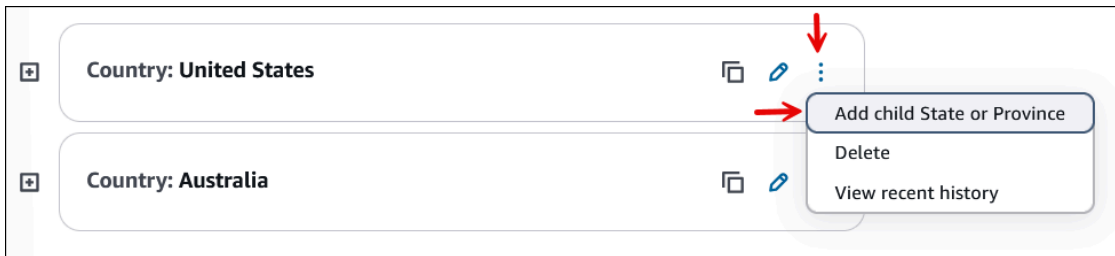 Country: United States
Add child State or Province
Delete
Country: Australia
View recent history